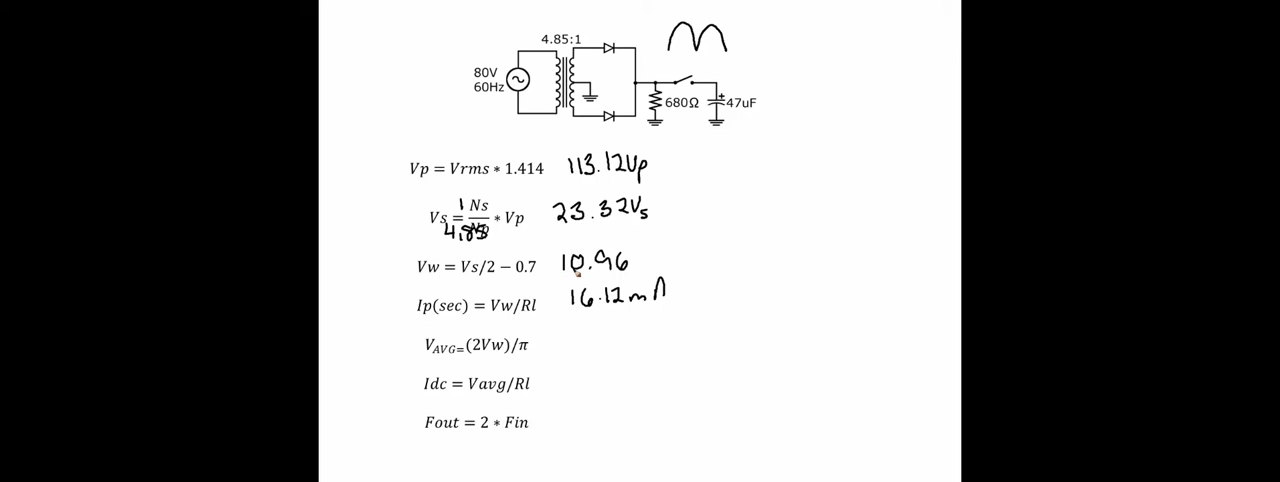 4.85:1
80V
60Hz
680Ω
47uF
Vp = Vrms * 1.414 113.12Vp
Vs = Ns/Np * Vp 1 4.85 23.32Vs
Vw = Vs/2 − 0.7 10.96
Ip(sec) = Vw/Rl 16.12mA
VAVG=(2Vw)/π
Idc = Vavg/Rl
Fout = 2 * Fin